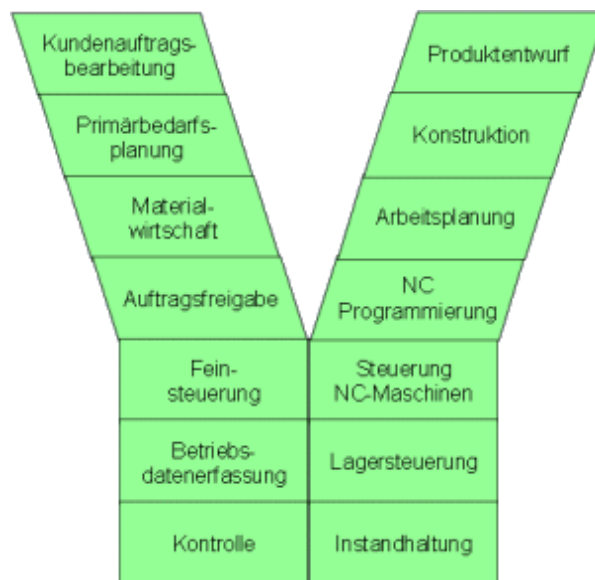 Kundenauftrags-
bearbeitung
Produktentwurf
Primärbedarfs-
planung
Konstruktion
Material-
wirtschaft
Arbeitsplanung
Auftragsfreigabe
NC
Programmierung
Fein-
steuerung
Steuerung
NC-Maschinen
Betriebs-
datenerfassung
Lagersteuerung
Kontrolle
Instandhaltung